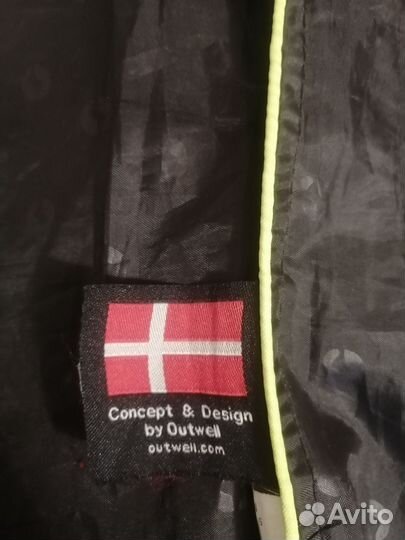 Concept & Design
by Outwell
outwell.com
Avito